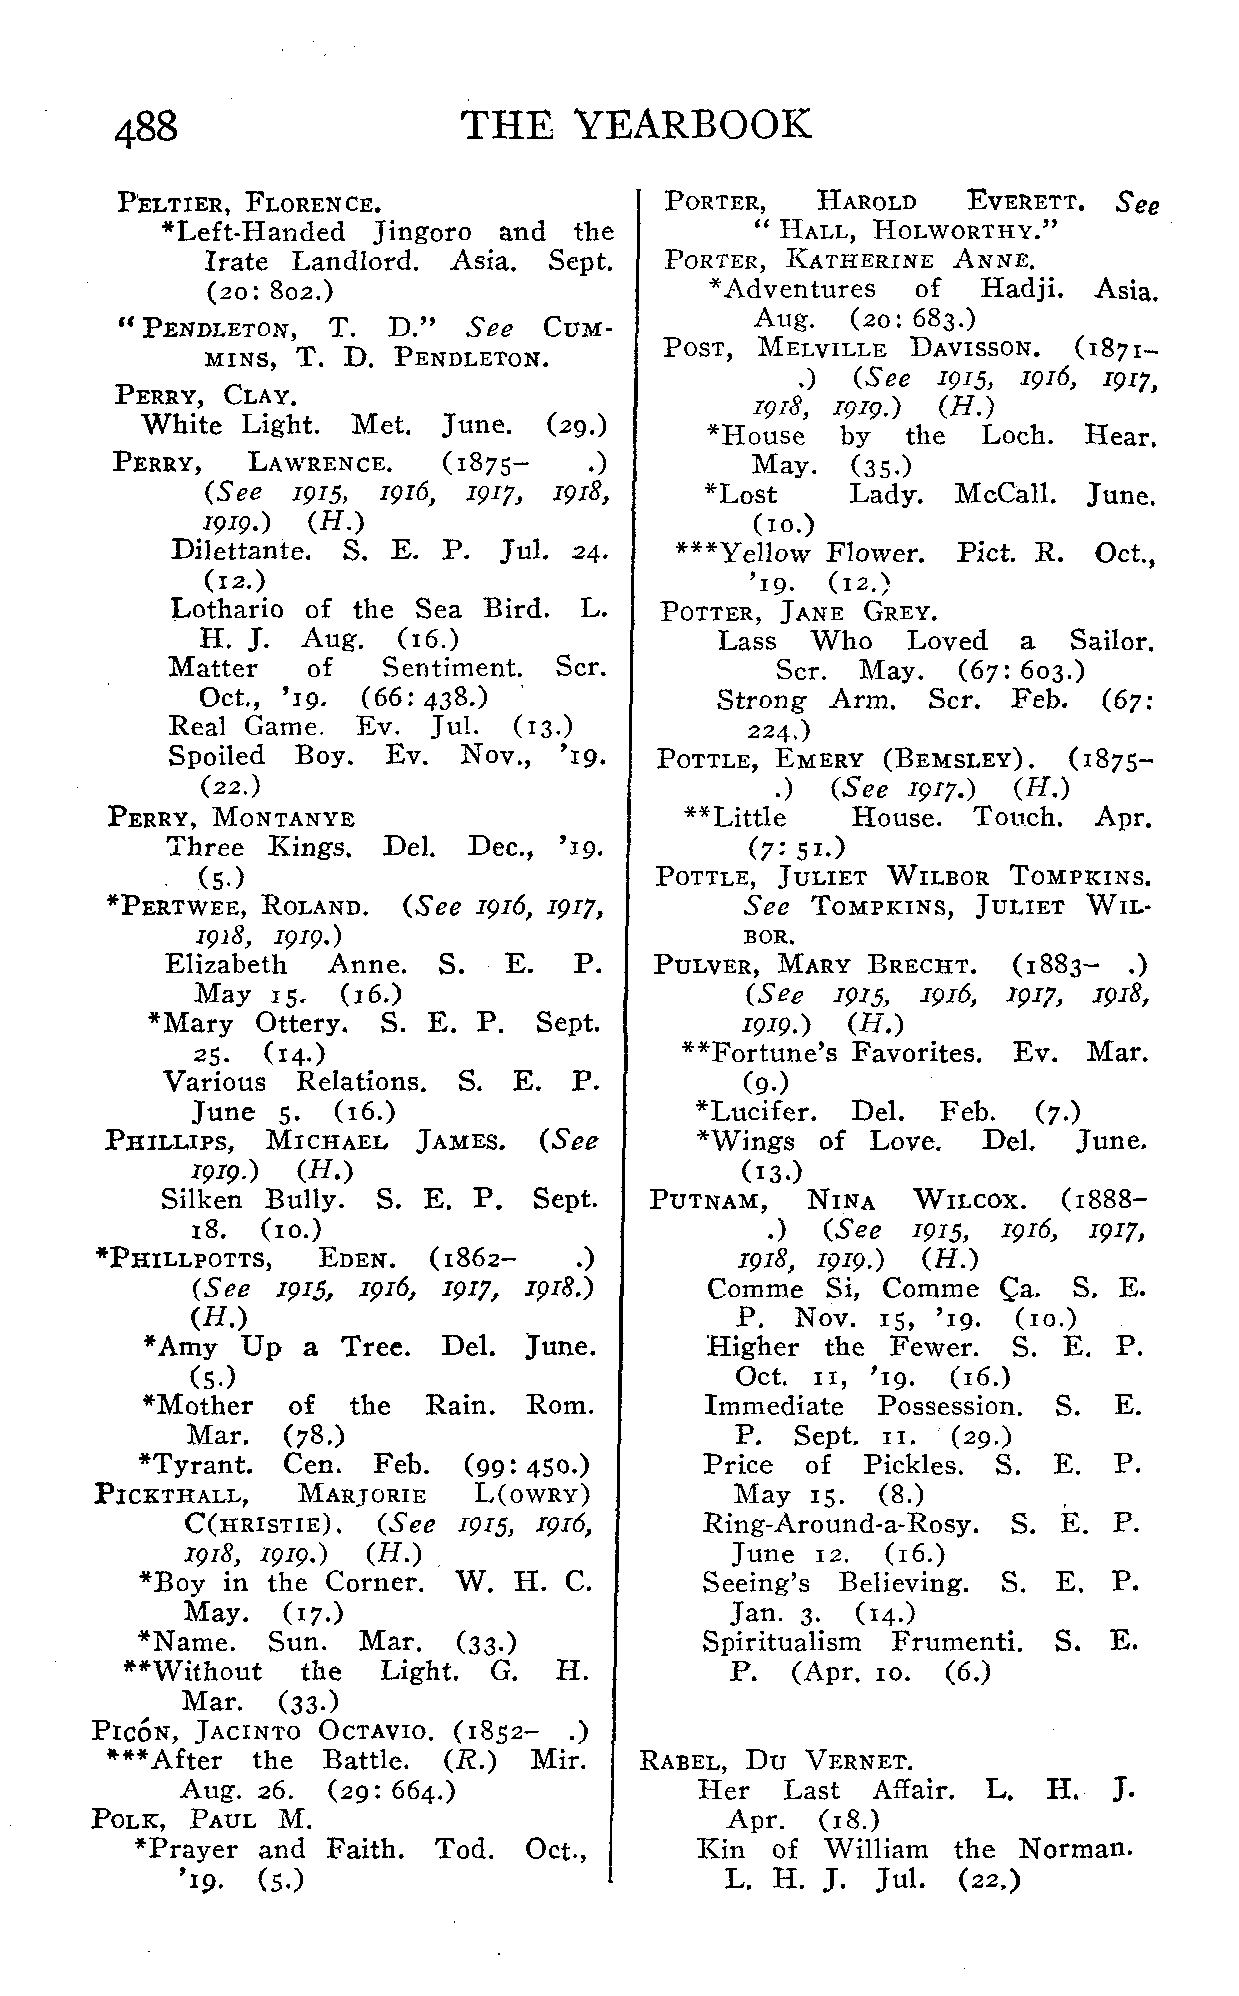 488 THE YEARBOOK
PELTIER, FLORENCE.
*Left-Handed Jingoro and the
Irate Landlord. Asia. Sept.
(20: 802.)
"PENDLETON, T. D." See CUM-
MINS, T. D. PENDLETON.
PERRY, CLAY.
White Light. Met. June. (29.)
PERRY, LAWRENCE. (1875- .)
(See 1915, 1916, 1917, 1918,
1919.) (H.)
Dilettante. S. E. P. Jul. 24.
(12.)
Lothario of the Sea Bird. L.
H. J. Aug. (16.)
Matter of Sentiment. Scr.
Oct., '19. (66: 438.)
Real Game. Ev. Jul. (13.)
Spoiled Boy. Ev. Nov., '19.
(22.)
PERRY, MONTANYE
Three Kings. Del. Dec., '19.
(5.)
*PERTWEE, ROLAND. (See 1916, 1917,
1918, 1919.)
Elizabeth Anne. S. E. P.
May 15. (16.)
*Mary Ottery. S. E. P. Sept.
25. (14.)
Various Relations. S. E. P.
June 5. (16.)
PHILLIPS, MICHAEL JAMES. (See
1919.) (H.)
Silken Bully. S. E. P. Sept.
18. (10.)
*PHILLPOTTS, EDEN. (1862- .)
(See 1915, 1916, 1917, 1918.)
(H.)
*Amy Up a Tree. Del. June.
(5.)
*Mother of the Rain. Rom.
Mar. (78.)
*Tyrant. Cen. Feb. (99: 450.)
PICKTHALL, MARJORIE L(OWRY)
C(HRISTIE). (See 1915, 1916,
1918, 1919.) (H.)
*Boy in the Corner. W. H. C.
May. (17.)
*Name. Sun. Mar. (33.)
**Without the Light. G. H.
Mar. (33.)
PICÓN, JACINTO OCTAVIO. (1852- .)
***After the Battle. (R.) Mir.
Aug. 26. (29: 664.)
POLK, PAUL M.
*Prayer and Faith. Tod. Oct.,
'19. (5.)
PORTER, HAROLD EVERETT. See
"HALL, HOLWORTHY."
PORTER, KATHERINE ANNE.
*Adventures of Hadji. Asia.
Aug. (20: 683.)
POST, MELVILLE DAVISSON. (1871-
.) (See 1915, 1916, 1917,
1918, 1919.) (H.)
*House by the Loch. Hear.
May. (35.)
*Lost Lady. McCall. June.
(10.)
***Yellow Flower. Pict. R. Oct.,
'19. (12.)
POTTER, JANE GREY.
Lass Who Loved a Sailor.
Scr. May. (67: 603.)
Strong Arm. Scr. Feb. (67:
224.)
POTTLE, EMERY (BEMSLEY). (1875-
.) (See 1917.) (H.)
**Little House. Touch. Apr.
(7: 51.)
POTTLE, JULIET WILBOR TOMPKINS.
See TOMPKINS, JULIET WIL-
BOR.
PULVER, MARY BRECHT. (1883- .)
(See 1915, 1916, 1917, 1918,
1919.) (H.)
**Fortune's Favorites. Ev. Mar.
(9.)
*Lucifer. Del. Feb. (7.)
*Wings of Love. Del. June.
(13.)
PUTNAM, NINA WILCOX. (1888-
.) (See 1915, 1916, 1917,
1918, 1919.) (H.)
Comme Si, Comme Ça. S. E.
P. Nov. 15, '19. (10.)
Higher the Fewer. S. E. P.
Oct. 11, '19. (16.)
Immediate Possession. S. E.
P. Sept. 11. (29.)
Price of Pickles. S. E. P.
May 15. (8.)
Ring-Around-a-Rosy. S. E. P.
June 12. (16.)
Seeing's Believing. S. E. P.
Jan. 3. (14.)
Spiritualism Frumenti. S. E.
P. (Apr. 10. (6.)
RABEL, DU VERNET.
Her Last Affair. L. H. J.
Apr. (18.)
Kin of William the Norman.
L. H. J. Jul. (22.)